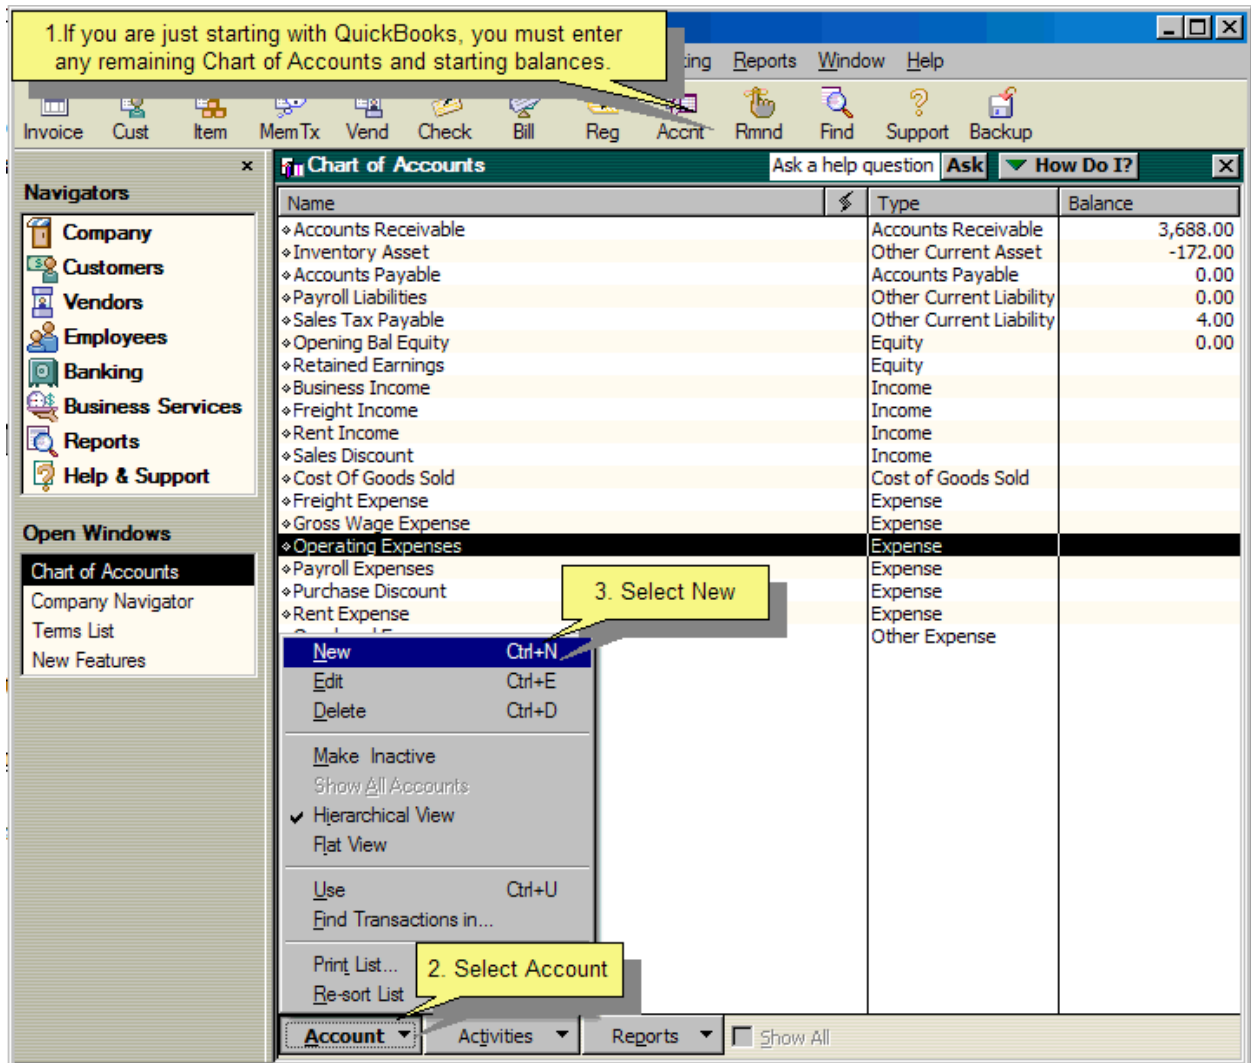 1.If you are just starting with QuickBooks, you must enter
any remaining Chart of Accounts and starting balances.
Reports Window Help
Invoice Cust Item MemTx Vend Check Bill Reg Accnt Rmnd Find Support Backup
Chart of Accounts Ask a help question Ask How Do I?
Navigators
Company
Customers
Vendors
Employees
Banking
Business Services
Reports
Help & Support
Open Windows
Chart of Accounts
Company Navigator
Terms List
New Features
Name Type Balance
Accounts Receivable Accounts Receivable 3,688.00
Inventory Asset Other Current Asset -172.00
Accounts Payable Accounts Payable 0.00
Payroll Liabilities Other Current Liability 0.00
Sales Tax Payable Other Current Liability 4.00
Opening Bal Equity Equity 0.00
Retained Earnings Equity
Business Income Income
Freight Income Income
Rent Income Income
Sales Discount Income
Cost Of Goods Sold Cost of Goods Sold
Freight Expense Expense
Gross Wage Expense Expense
Operating Expenses Expense
Payroll Expenses Expense
Purchase Discount Expense
Rent Expense Expense
Other Expense
3. Select New
New Ctrl+N
Edit Ctrl+E
Delete Ctrl+D
Make Inactive
Show All Accounts
Hierarchical View
Flat View
Use Ctrl+U
Find Transactions in...
Print List...
Re-sort List
2. Select Account
Account Activities Reports Show All